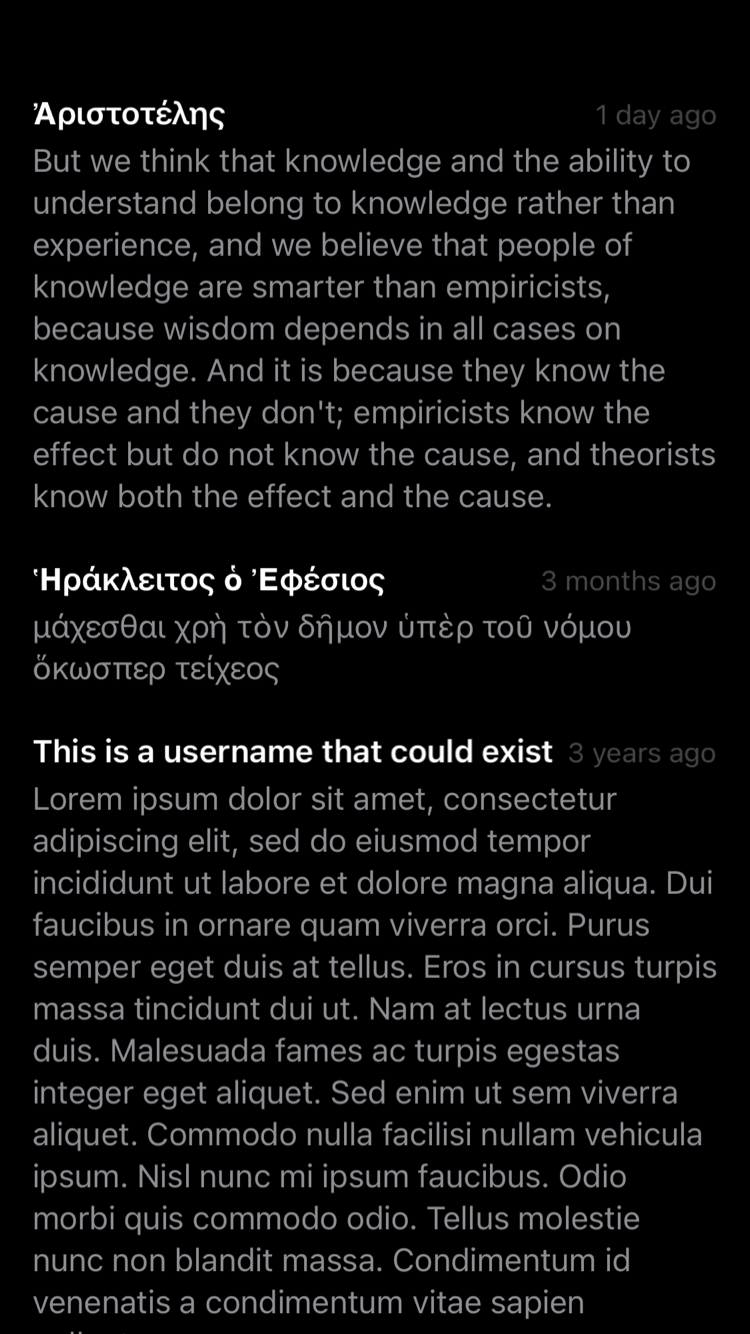 Ἀριστοτέλης 1 day ago
But we think that knowledge and the ability to
understand belong to knowledge rather than
experience, and we believe that people of
knowledge are smarter than empiricists,
because wisdom depends in all cases on
knowledge. And it is because they know the
cause and they don't; empiricists know the
effect but do not know the cause, and theorists
know both the effect and the cause.
Ἡράκλειτος ὁ Ἐφέσιος 3 months ago
μάχεσθαι χρὴ τὸν δῆμον ὑπὲρ τοῦ νόμου
ὅκωσπερ τείχεος
This is a username that could exist 3 years ago
Lorem ipsum dolor sit amet, consectetur
adipiscing elit, sed do eiusmod tempor
incididunt ut labore et dolore magna aliqua. Dui
faucibus in ornare quam viverra orci. Purus
semper eget duis at tellus. Eros in cursus turpis
massa tincidunt dui ut. Nam at lectus urna
duis. Malesuada fames ac turpis egestas
integer eget aliquet. Sed enim ut sem viverra
aliquet. Commodo nulla facilisi nullam vehicula
ipsum. Nisl nunc mi ipsum faucibus. Odio
morbi quis commodo odio. Tellus molestie
nunc non blandit massa. Condimentum id
venenatis a condimentum vitae sapien